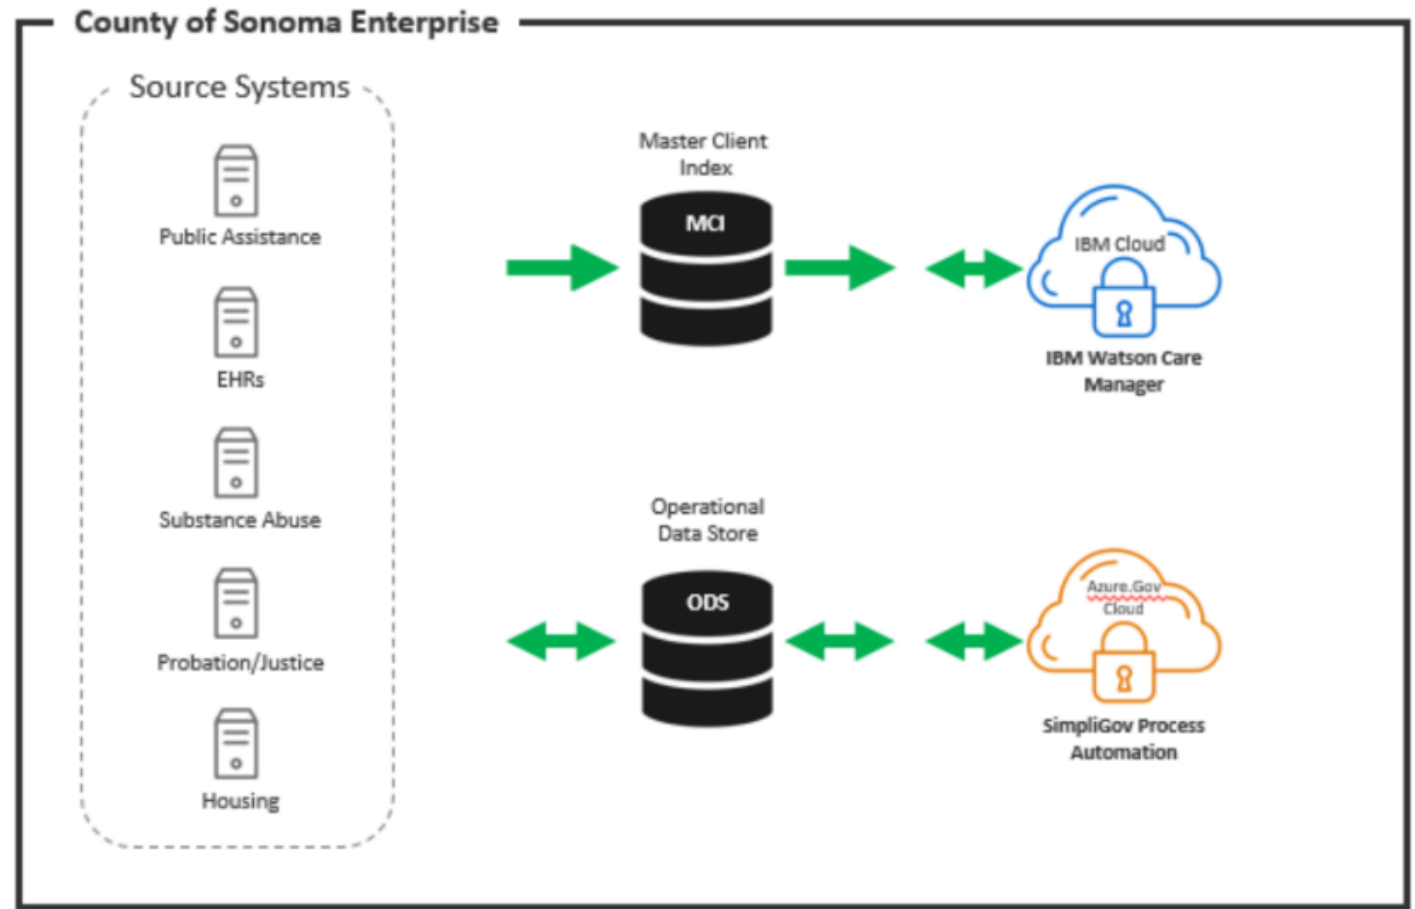 County of Sonoma Enterprise
Source Systems
Public Assistance
EHRs
Substance Abuse
Probation/Justice
Housing
Master Client
Index
MCI
IBM Cloud
IBM Watson Care
Manager
Operational
Data Store
ODS
Azure.Gov
Cloud
SimpliGov Process
Automation